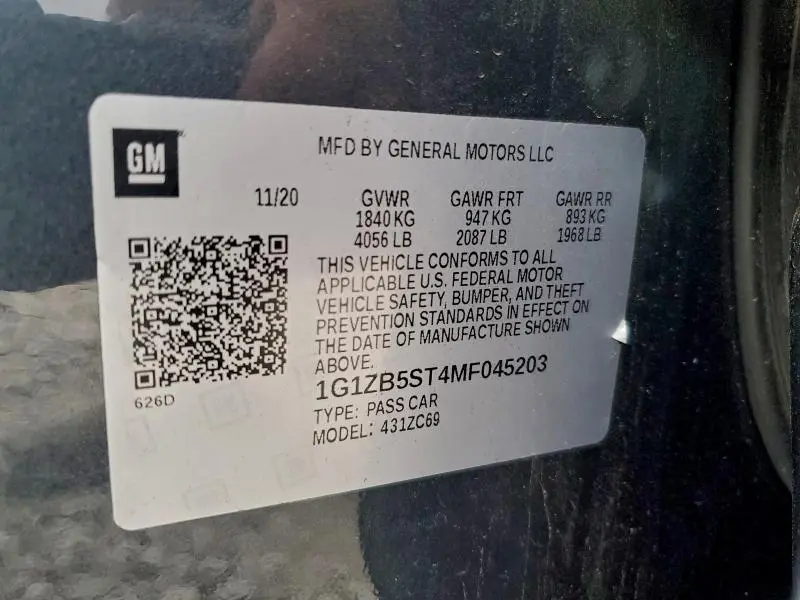 GM
MFD BY GENERAL MOTORS LLC
11/20 GVWR GAWR FRT GAWR RR
1840 KG 947 KG 893 KG
4056 LB 2087 LB 1968 LB
THIS VEHICLE CONFORMS TO ALL
APPLICABLE U.S. FEDERAL MOTOR
VEHICLE SAFETY, BUMPER, AND THEFT
PREVENTION STANDARDS IN EFFECT ON
THE DATE OF MANUFACTURE SHOWN
ABOVE.
1G1ZB5ST4MF045203
626D
TYPE: PASS CAR
MODEL: 431ZC69